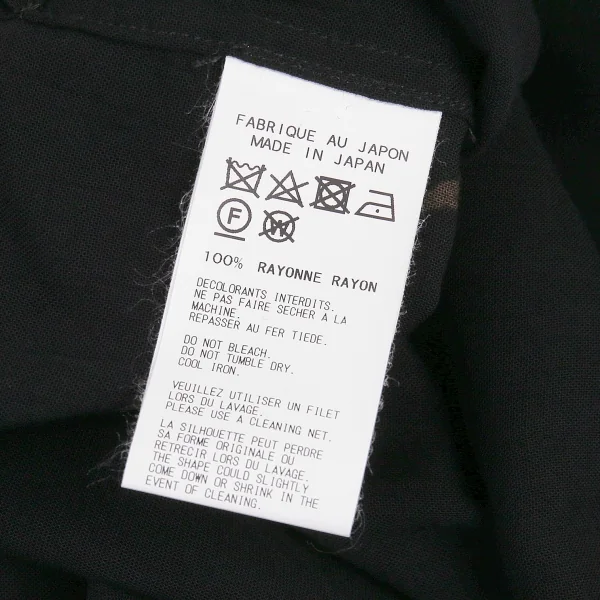 FABRIQUE AU JAPON
MADE IN JAPAN
F
W
100% RAYONNE RAYON
DECOLORANTS INTERDITS.
NE PAS FAIRE SECHER A LA
MACHINE.
REPASSER AU FER TIEDE.
DO NOT BLEACH.
DO NOT TUMBLE DRY.
COOL IRON.
VEUILLEZ UTILISER UN FILET
LORS DU LAVAGE.
PLEASE USE A CLEANING NET.
LA SILHOUETTE PEUT PERDRE
SA FORME ORIGINALE OU
RETRECIR LORS DU LAVAGE.
THE SHAPE COULD SLIGHTLY
COME DOWN OR SHRINK IN THE
EVENT OF CLEANING.